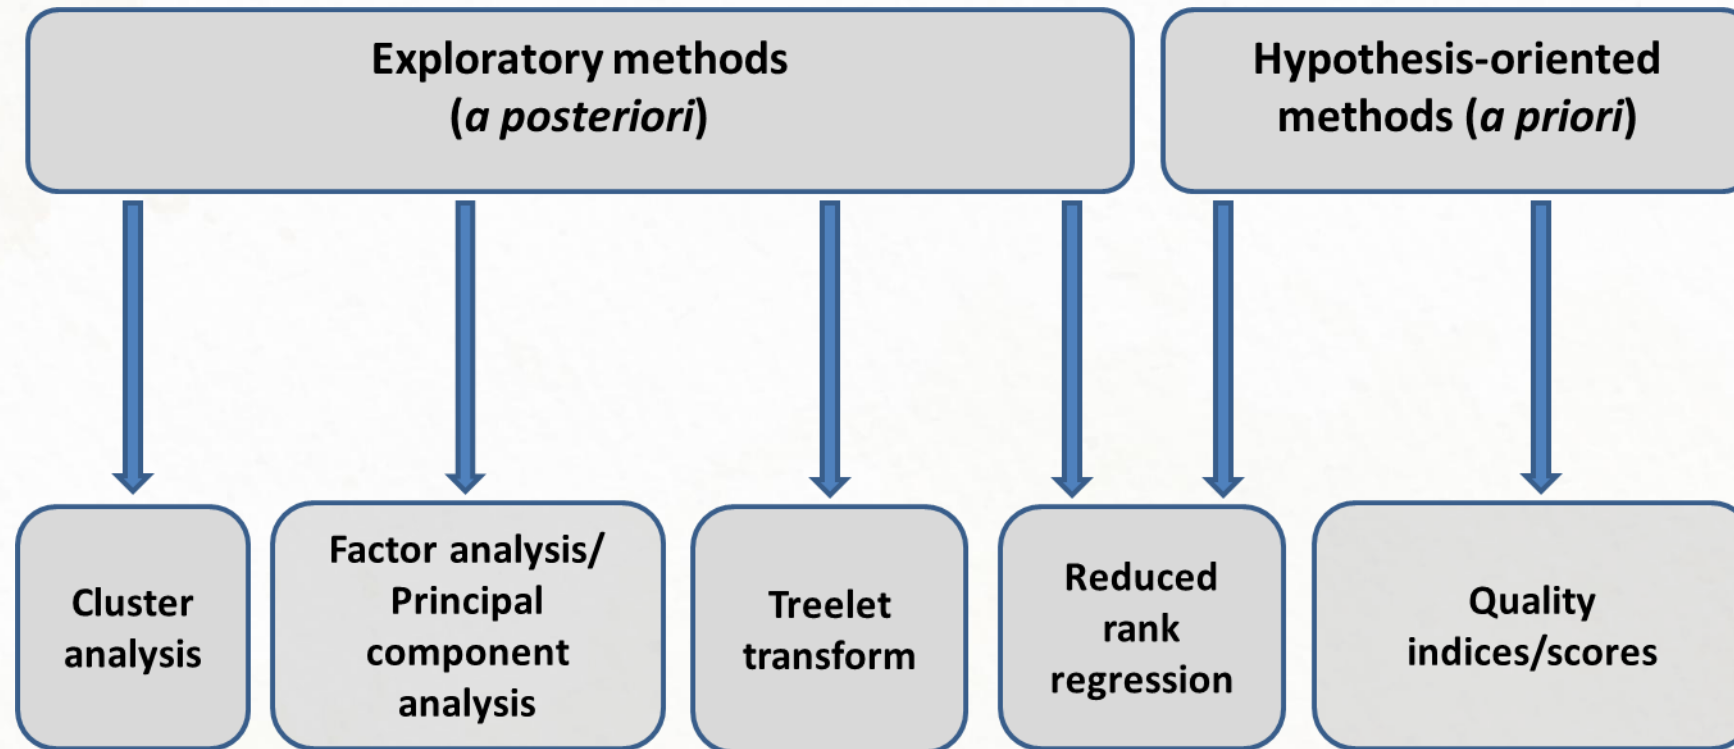 Exploratory methods
(a posteriori)
Hypothesis-oriented
methods (a priori)
Cluster
analysis
Factor analysis/
Principal
component
analysis
Treelet
transform
Reduced
rank
regression
Quality
indices/scores